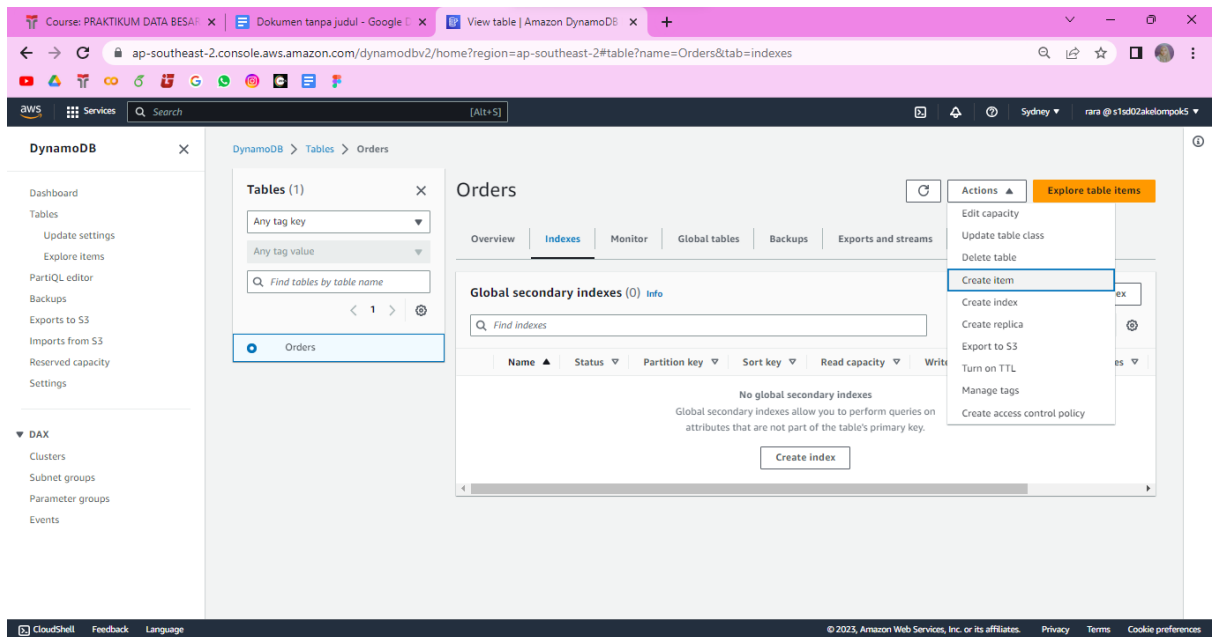 Course: PRAKTIKUM DATA BESAR
Dokumen tanpa judul - Google D
View table | Amazon DynamoDB
ap-southeast-2.console.aws.amazon.com/dynamodbv2/home?region=ap-southeast-2#table?name=Orders&tab=indexes
aws
Services
Search
[Alt+S]
Sydney
rara @ s1sd02akelompok5
DynamoDB
Dashboard
Tables
Update settings
Explore items
PartiQL editor
Backups
Exports to S3
Imports from S3
Reserved capacity
Settings
DAX
Clusters
Subnet groups
Parameter groups
Events
DynamoDB > Tables > Orders
Tables (1)
Any tag key
Any tag value
Find tables by table name
< 1 >
Orders
Orders
Actions
Explore table items
Overview
Indexes
Monitor
Global tables
Backups
Exports and streams
Edit capacity
Update table class
Delete table
Create item
Create index
Create replica
Export to S3
Turn on TTL
Manage tags
Create access control policy
Global secondary indexes (0) Info
ex
Find indexes
Name
Status
Partition key
Sort key
Read capacity
Write
es
No global secondary indexes
Global secondary indexes allow you to perform queries on
attributes that are not part of the table's primary key.
Create index
CloudShell
Feedback
Language
© 2023, Amazon Web Services, Inc. or its affiliates.
Privacy
Terms
Cookie preferences